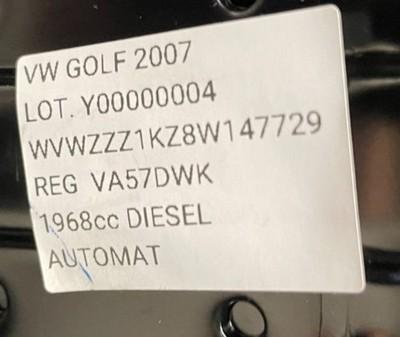 VW GOLF 2007
LOT. Y00000004
WVWZZZ1KZ8W147729
REG VA57DWK
1968cc DIESEL
AUTOMAT